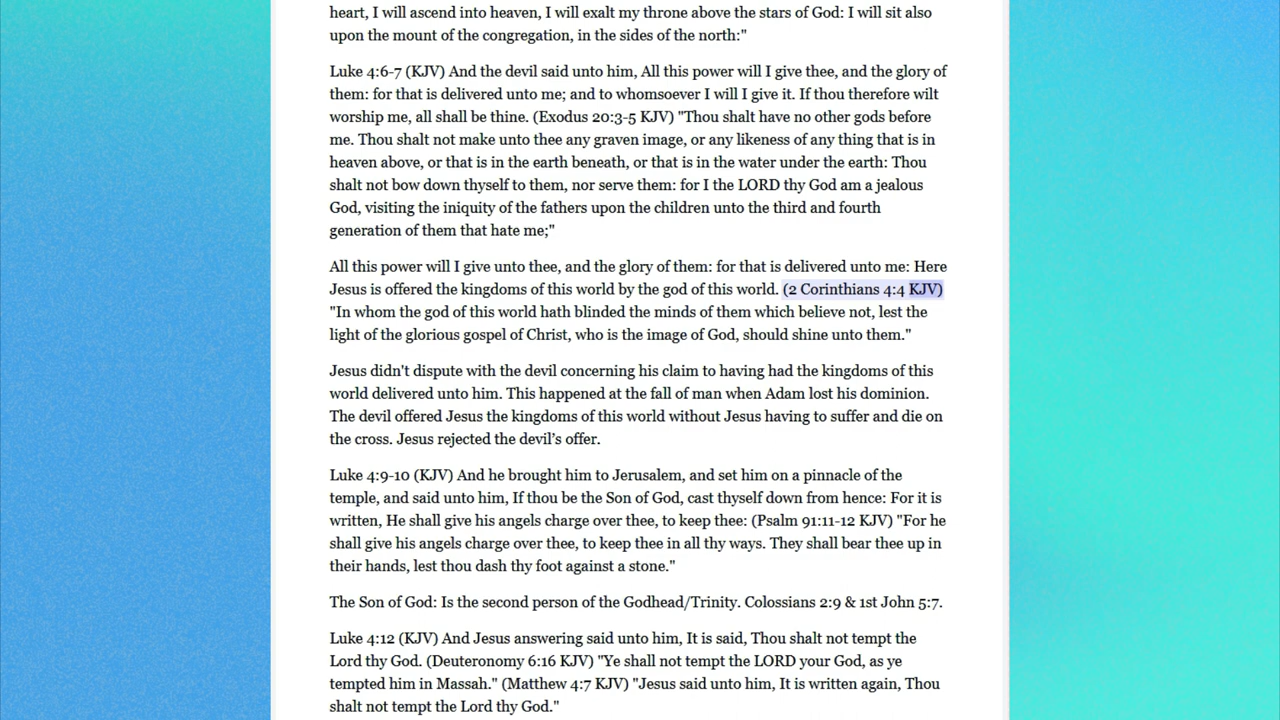 heart, I will ascend into heaven, I will exalt my throne above the stars of God: I will sit also
upon the mount of the congregation, in the sides of the north:"
Luke 4:6-7 (KJV) And the devil said unto him, All this power will I give thee, and the glory of
them: for that is delivered unto me; and to whomsoever I will I give it. If thou therefore wilt
worship me, all shall be thine. (Exodus 20:3-5 KJV) "Thou shalt have no other gods before
me. Thou shalt not make unto thee any graven image, or any likeness of any thing that is in
heaven above, or that is in the earth beneath, or that is in the water under the earth: Thou
shalt not bow down thyself to them, nor serve them: for I the LORD thy God am a jealous
God, visiting the iniquity of the fathers upon the children unto the third and fourth
generation of them that hate me;"
All this power will I give unto thee, and the glory of them: for that is delivered unto me: Here
Jesus is offered the kingdoms of this world by the god of this world. (2 Corinthians 4:4 KJV)
"In whom the god of this world hath blinded the minds of them which believe not, lest the
light of the glorious gospel of Christ, who is the image of God, should shine unto them."
Jesus didn't dispute with the devil concerning his claim to having had the kingdoms of this
world delivered unto him. This happened at the fall of man when Adam lost his dominion.
The devil offered Jesus the kingdoms of this world without Jesus having to suffer and die on
the cross. Jesus rejected the devil’s offer.
Luke 4:9-10 (KJV) And he brought him to Jerusalem, and set him on a pinnacle of the
temple, and said unto him, If thou be the Son of God, cast thyself down from hence: For it is
written, He shall give his angels charge over thee, to keep thee: (Psalm 91:11-12 KJV) "For he
shall give his angels charge over thee, to keep thee in all thy ways. They shall bear thee up in
their hands, lest thou dash thy foot against a stone."
The Son of God: Is the second person of the Godhead/Trinity. Colossians 2:9 & 1st John 5:7.
Luke 4:12 (KJV) And Jesus answering said unto him, It is said, Thou shalt not tempt the
Lord thy God. (Deuteronomy 6:16 KJV) "Ye shall not tempt the LORD your God, as ye
tempted him in Massah." (Matthew 4:7 KJV) "Jesus said unto him, It is written again, Thou
shalt not tempt the Lord thy God."